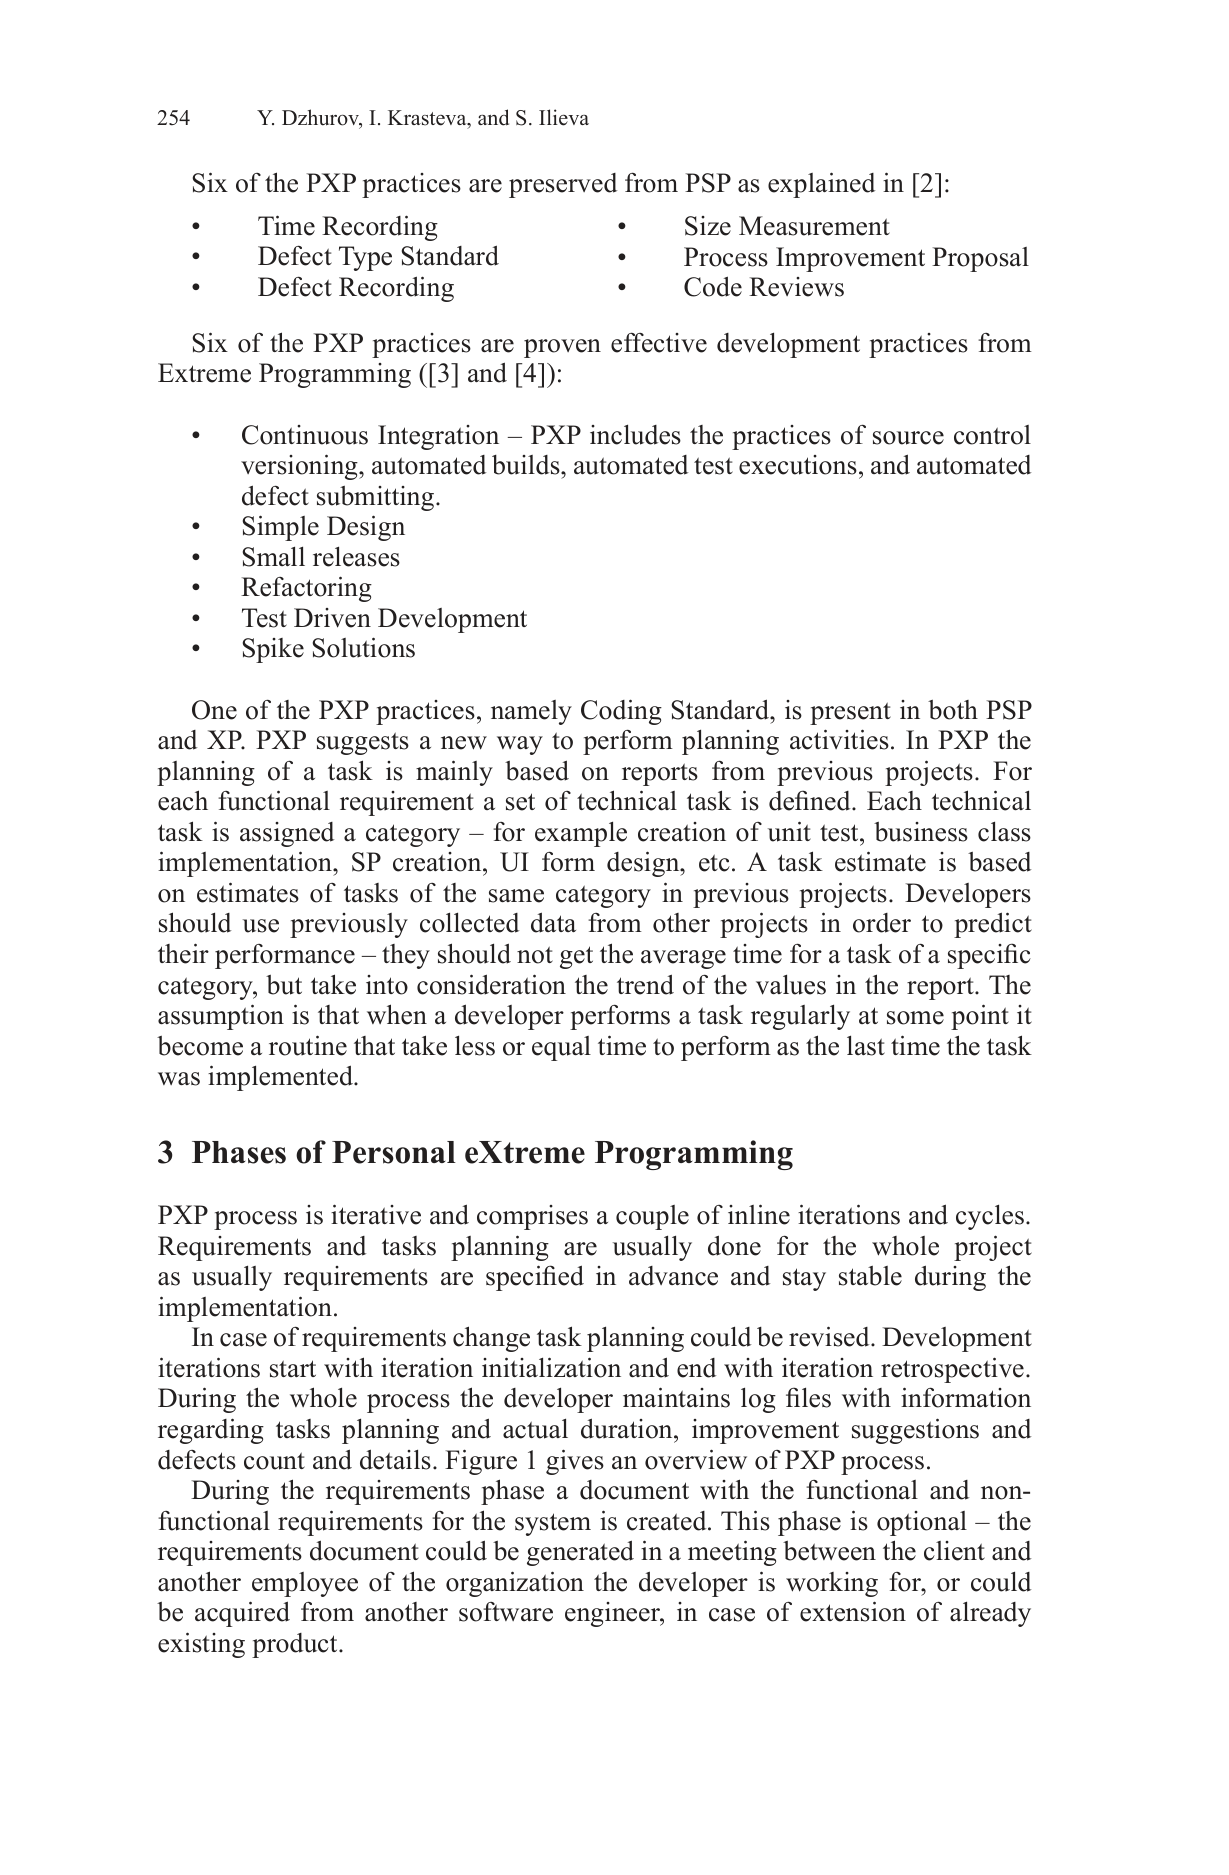 254 Y. Dzhurov, I. Krasteva, and S. Ilieva
Six of the PXP practices are preserved from PSP as explained in [2]:
• Time Recording
• Defect Type Standard
• Defect Recording
• Size Measurement
• Process Improvement Proposal
• Code Reviews
Six of the PXP practices are proven effective development practices from
Extreme Programming ([3] and [4]):
• Continuous Integration – PXP includes the practices of source control
versioning, automated builds, automated test executions, and automated
defect submitting.
• Simple Design
• Small releases
• Refactoring
• Test Driven Development
• Spike Solutions
One of the PXP practices, namely Coding Standard, is present in both PSP
and XP. PXP suggests a new way to perform planning activities. In PXP the
planning of a task is mainly based on reports from previous projects. For
each functional requirement a set of technical task is defined. Each technical
task is assigned a category – for example creation of unit test, business class
implementation, SP creation, UI form design, etc. A task estimate is based
on estimates of tasks of the same category in previous projects. Developers
should use previously collected data from other projects in order to predict
their performance – they should not get the average time for a task of a specific
category, but take into consideration the trend of the values in the report. The
assumption is that when a developer performs a task regularly at some point it
become a routine that take less or equal time to perform as the last time the task
was implemented.
3 Phases of Personal eXtreme Programming
PXP process is iterative and comprises a couple of inline iterations and cycles.
Requirements and tasks planning are usually done for the whole project
as usually requirements are specified in advance and stay stable during the
implementation.
In case of requirements change task planning could be revised. Development
iterations start with iteration initialization and end with iteration retrospective.
During the whole process the developer maintains log files with information
regarding tasks planning and actual duration, improvement suggestions and
defects count and details. Figure 1 gives an overview of PXP process.
During the requirements phase a document with the functional and non-
functional requirements for the system is created. This phase is optional – the
requirements document could be generated in a meeting between the client and
another employee of the organization the developer is working for, or could
be acquired from another software engineer, in case of extension of already
existing product.